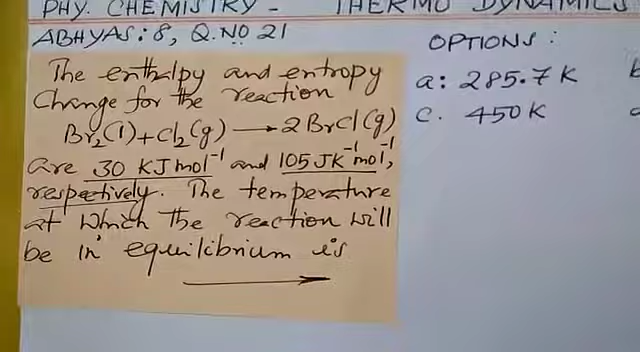 PHY. CHEMISTRY - THERMO DYNAMICS
ABHYAS: 8, Q.NO 21
OPTIONS :
The enthalpy and entropy
Change for the reaction
Br₂(l) + Cl₂(g) → 2 BrCl(g)
are 30 KJ mol⁻¹ and 105 JK⁻¹ mol⁻¹,
respectively. The temperature
at which the reaction will
be in equilibrium is
a: 285.7 K
c. 450 K